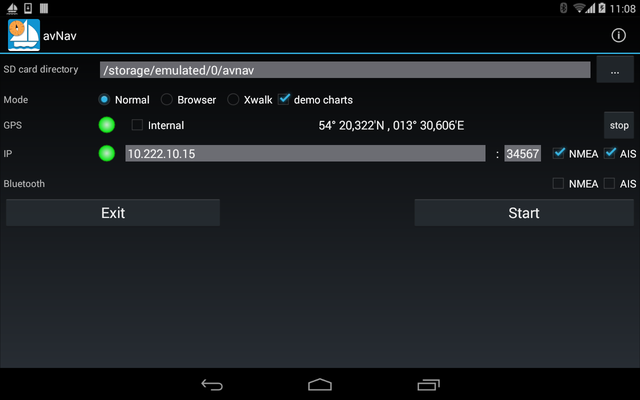 11:08
avNav
SD card directory /storage/emulated/0/avnav ...
Mode Normal Browser Xwalk demo charts
GPS Internal 54° 20,322'N , 013° 30,606'E stop
IP 10.222.10.15 : 34567 NMEA AIS
Bluetooth NMEA AIS
Exit Start